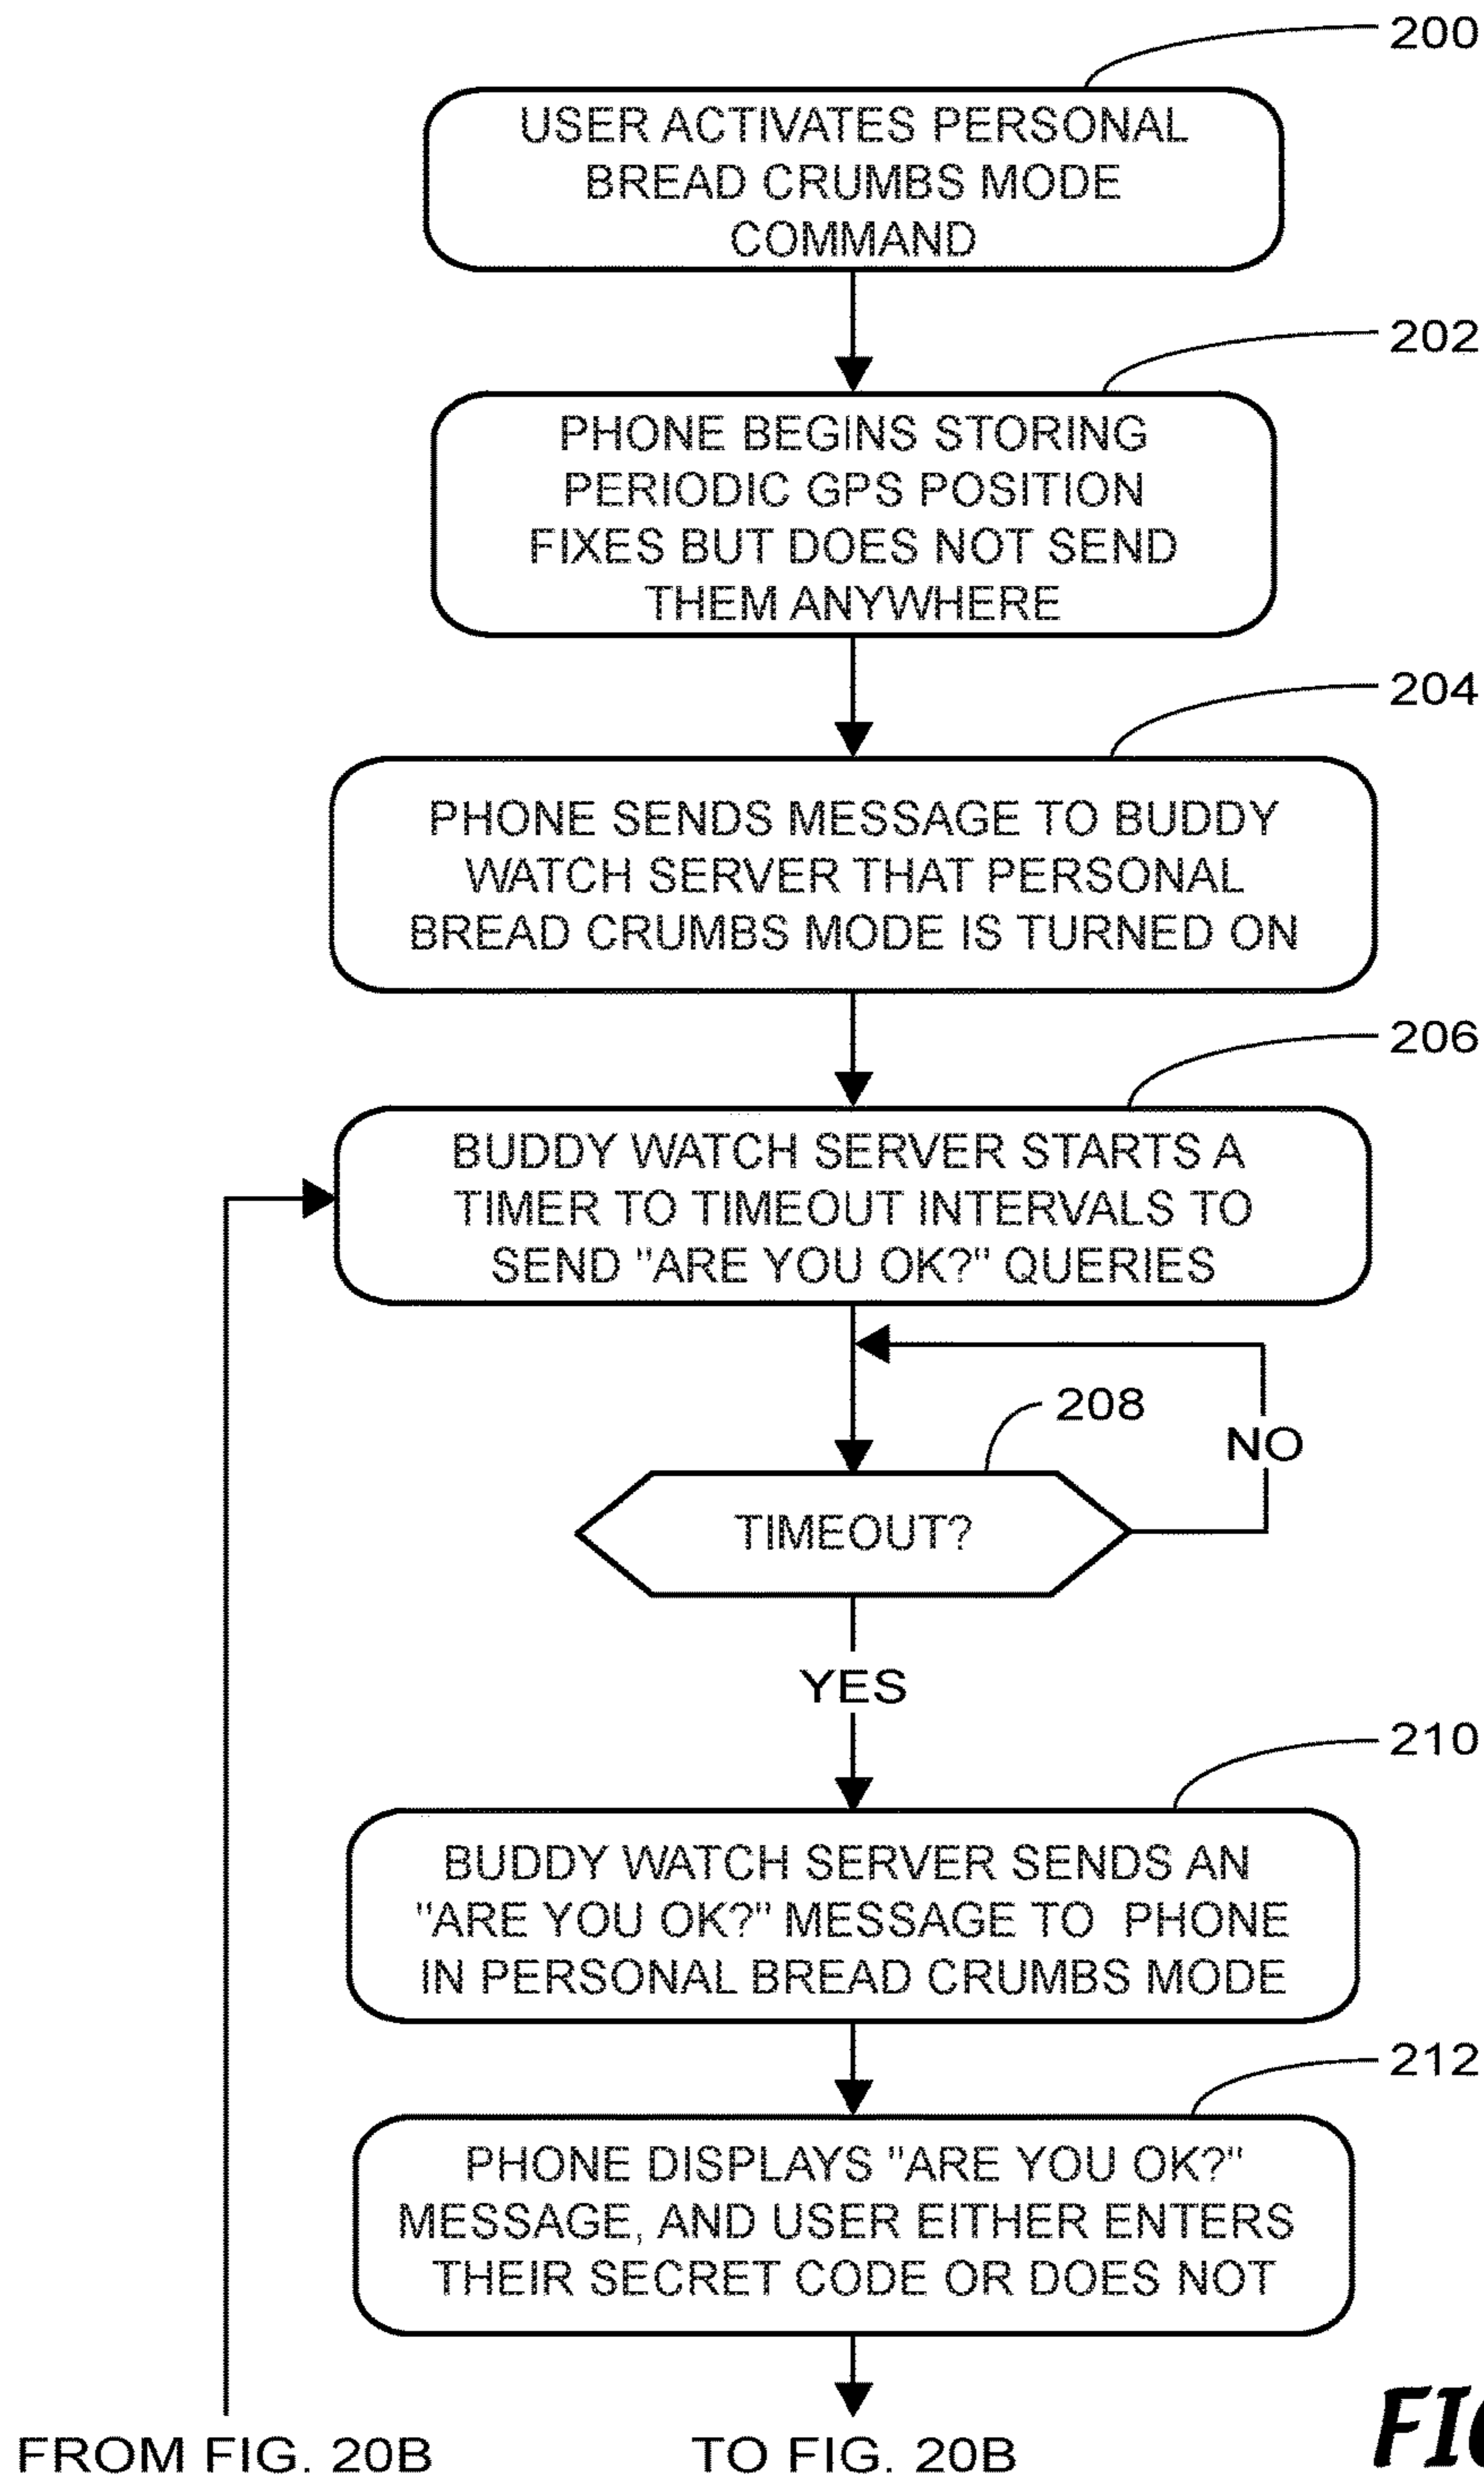 200
USER ACTIVATES PERSONAL
BREAD CRUMBS MODE
COMMAND
202
PHONE BEGINS STORING
PERIODIC GPS POSITION
FIXES BUT DOES NOT SEND
THEM ANYWHERE
204
PHONE SENDS MESSAGE TO BUDDY
WATCH SERVER THAT PERSONAL
BREAD CRUMBS MODE IS TURNED ON
206
BUDDY WATCH SERVER STARTS A
TIMER TO TIMEOUT INTERVALS TO
SEND "ARE YOU OK?" QUERIES
208
NO
TIMEOUT?
YES
210
BUDDY WATCH SERVER SENDS AN
"ARE YOU OK?" MESSAGE TO PHONE
IN PERSONAL BREAD CRUMBS MODE
212
PHONE DISPLAYS "ARE YOU OK?"
MESSAGE, AND USER EITHER ENTERS
THEIR SECRET CODE OR DOES NOT
FROM FIG. 20B
TO FIG. 20B